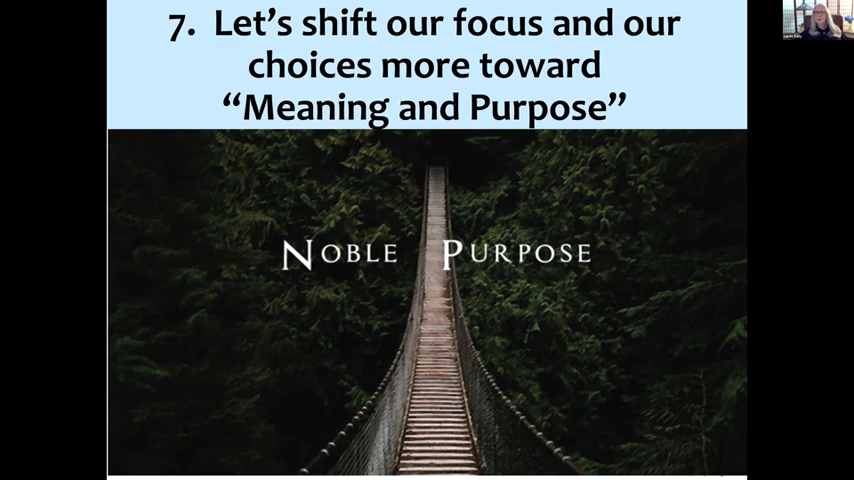 7. Let’s shift our focus and our
choices more toward
“Meaning and Purpose”
NOBLE PURPOSE